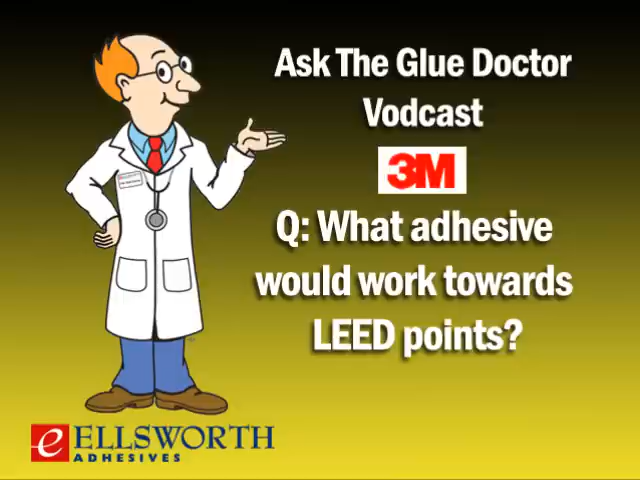 Ask The Glue Doctor
Vodcast
3M
Q: What adhesive
would work towards
LEED points?
e ELLSWORTH
ADHESIVES